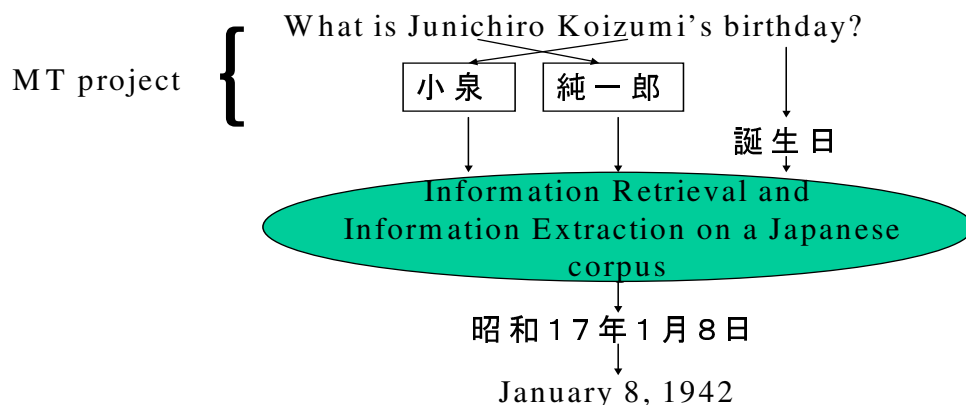 What is Junichiro Koizumi's birthday?
MT project
小泉
純一郎
誕生日
Information Retrieval and
Information Extraction on a Japanese
corpus
昭和17年1月8日
January 8, 1942